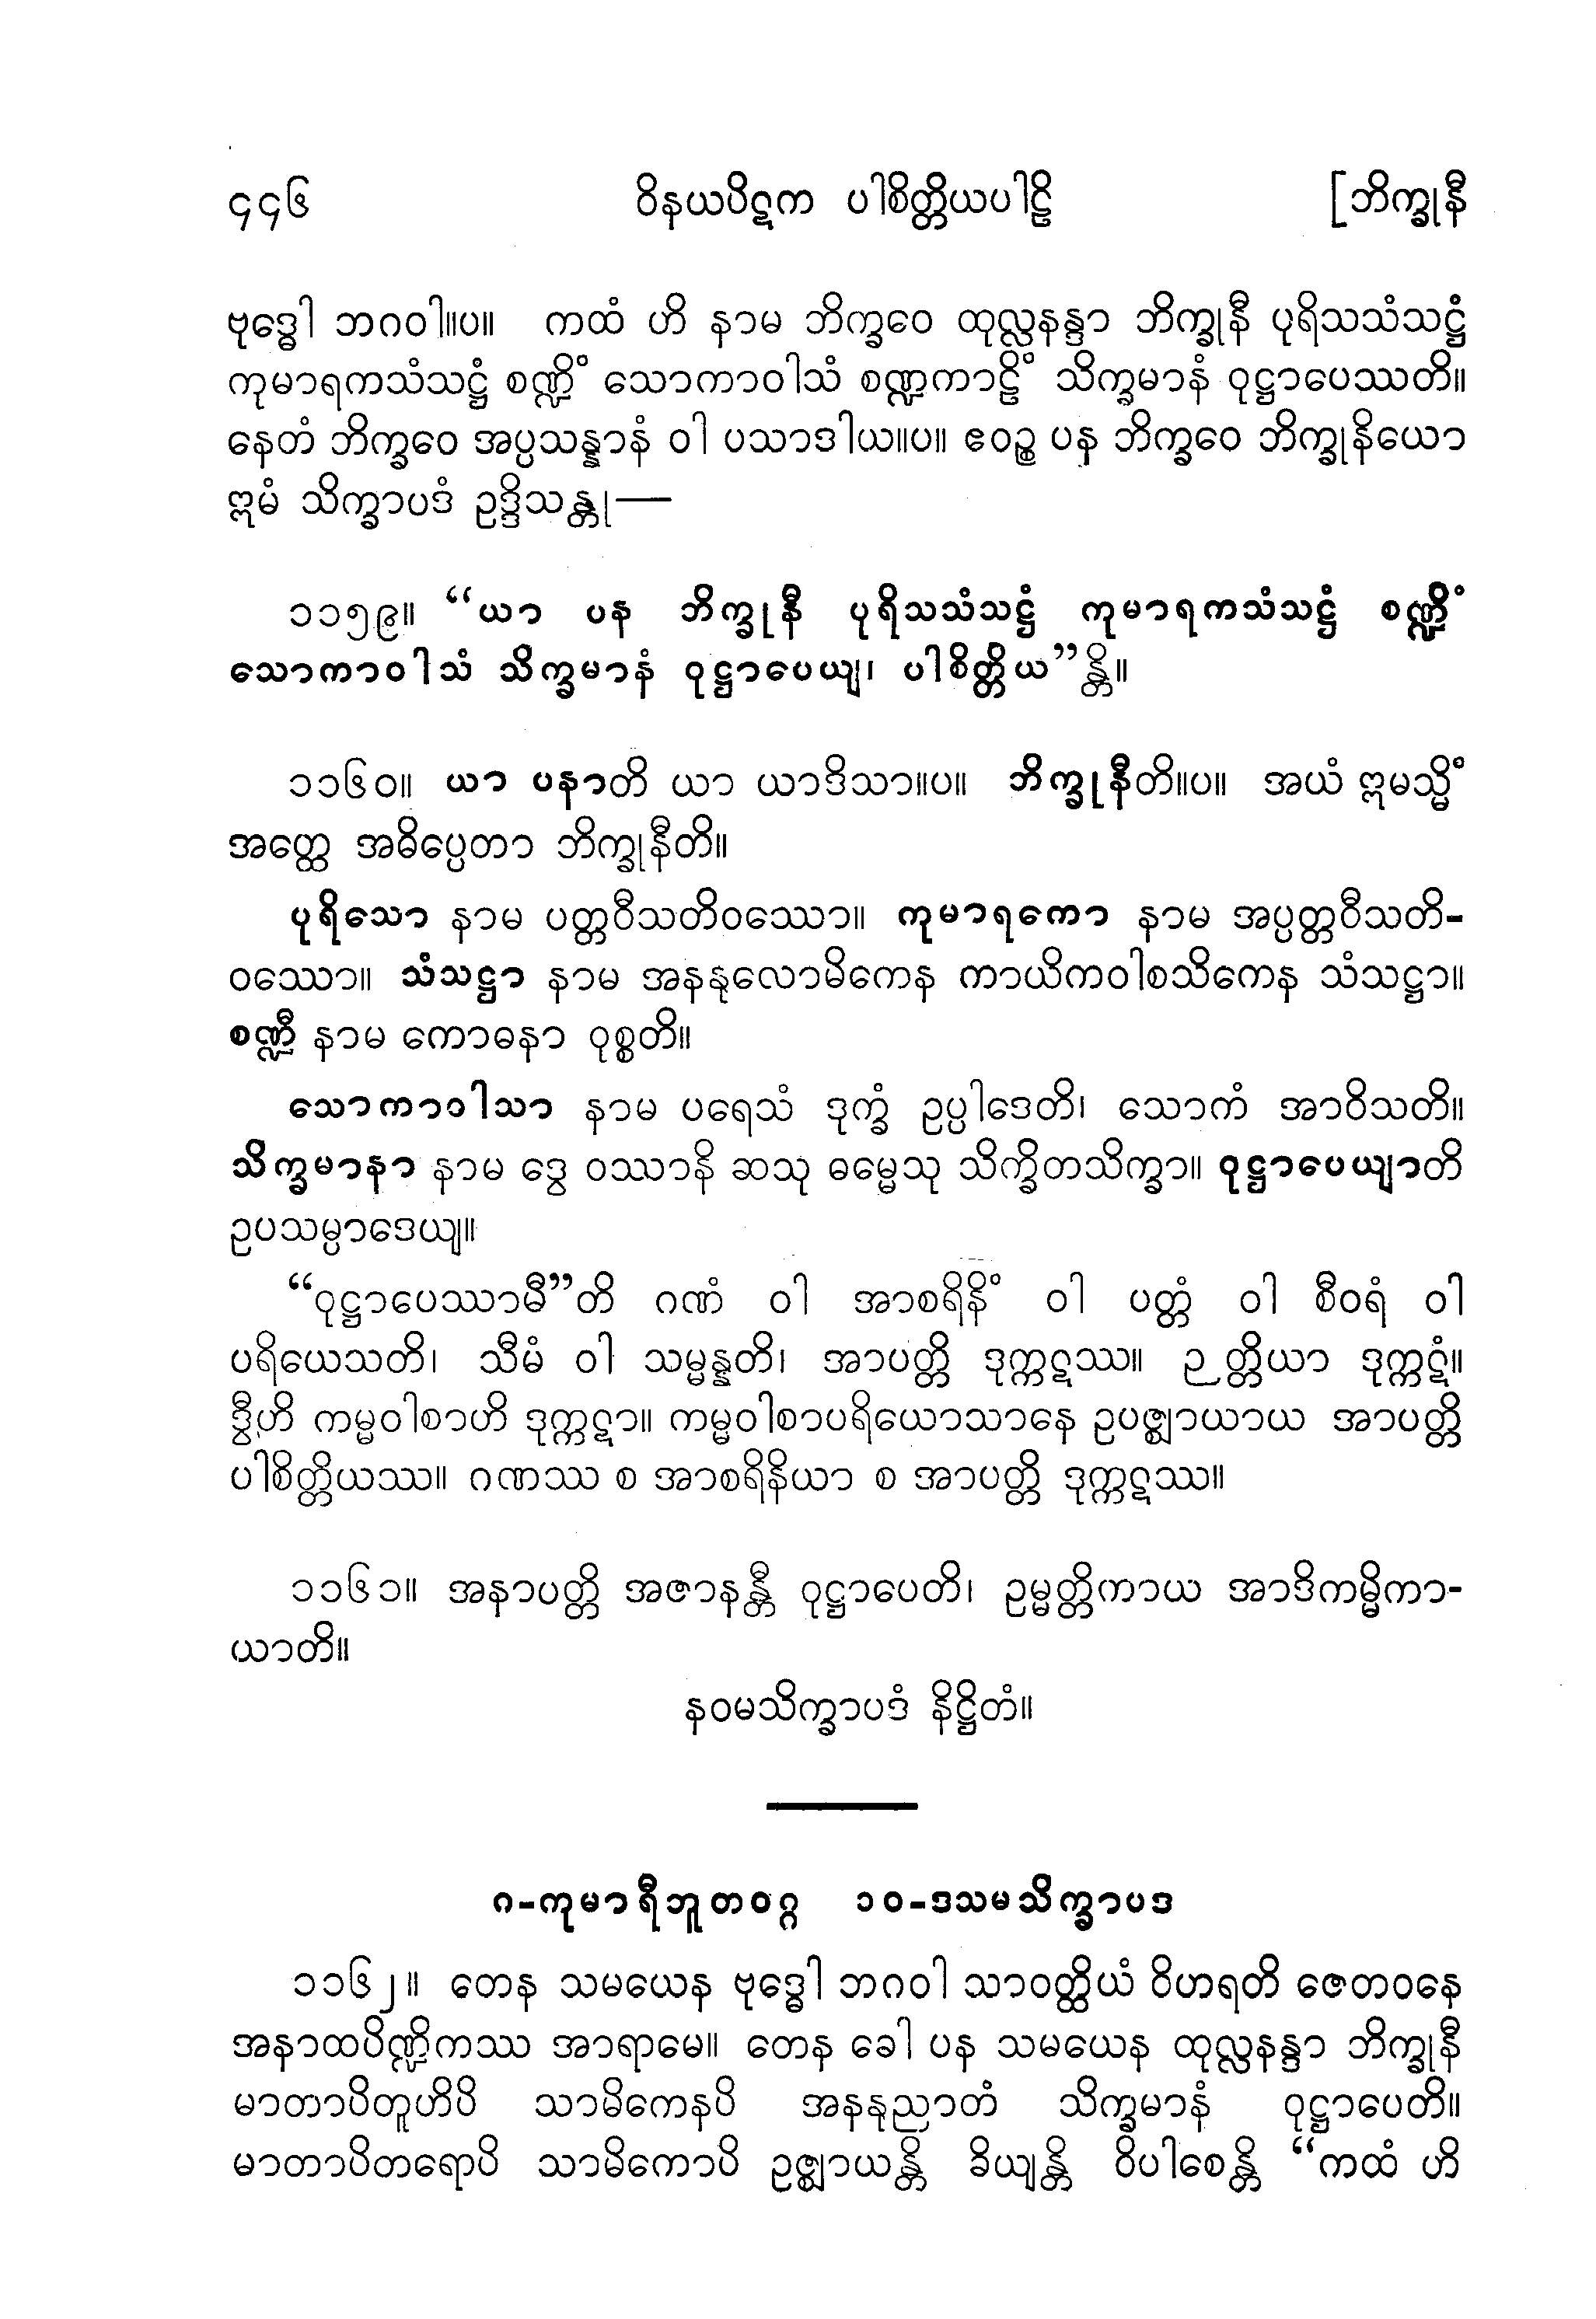 ၄၄၆ ဝိနယပိဋက ပါစိတ္တိယပါဠိ [ဘိက္ခုနီ
ဗုဒ္ဓေါ ဘဂဝါ။ပ။ ကထံ ဟိ နာမ ဘိက္ခဝေ ထုလ္လနန္ဒာ ဘိက္ခုနီ ပုရိသသံသဋ္ဌံ
ကုမာရကသံသဋ္ဌံ စဏ္ဍိံ သောကာဝါသံ စဏ္ဍကာဠိံ သိက္ခမာနံ ဝုဋ္ဌာပေဿတိ။
နေတံ ဘိက္ခဝေ အပ္ပသန္နာနံ ဝါ ပသာဒါယ။ပ။ ဧဝဉ္စ ပန ဘိက္ခဝေ ဘိက္ခုနိယော
ဣမံ သိက္ခာပဒံ ဥဒ္ဒိသန္တု—
၁၁၅၉။ “ယာ ပန ဘိက္ခုနီ ပုရိသသံသဋ္ဌံ ကုမာရကသံသဋ္ဌံ စဏ္ဍိံ
သောကာဝါသံ သိက္ခမာနံ ဝုဋ္ဌာပေယျ၊ ပါစိတ္တိယ”န္တိ။
၁၁၆၀။ ယာ ပနာတိ ယာ ယာဒိသာ။ပ။ ဘိက္ခုနီတိ။ပ။ အယံ ဣမသ္မိံ
အတ္ထေ အဓိပ္ပေတာ ဘိက္ခုနီတိ။
ပုရိသော နာမ ပတ္တဝီသတိဝဿော။ ကုမာရကော နာမ အပ္ပတ္တဝီသတိ-
ဝဿော။ သံသဋ္ဌာ နာမ အနနုလောမိကေန ကာယိကဝါစသိကေန သံသဋ္ဌာ။
စဏ္ဍီ နာမ ကောဓနာ ဝုစ္စတိ။
သောကာဝါသာ နာမ ပရေသံ ဒုက္ခံ ဥပ္ပါဒေတိ၊ သောကံ အာဝိသတိ။
သိက္ခမာနာ နာမ ဒွေ ဝဿာနိ ဆသု ဓမ္မေသု သိက္ခိတသိက္ခာ။ ဝုဋ္ဌာပေယျာတိ
ဥပသမ္ပာဒေယျ။
“ဝုဋ္ဌာပေဿာမီ”တိ ဂဏံ ဝါ အာစရိနိံ ဝါ ပတ္တံ ဝါ စီဝရံ ဝါ
ပရိယေသတိ၊ သီမံ ဝါ သမ္မန္နတိ၊ အာပတ္တိ ဒုက္ကဋဿ။ ဉတ္တိယာ ဒုက္ကဋံ။
ဒွီဟိ ကမ္မဝါစာဟိ ဒုက္ကဋာ။ ကမ္မဝါစာပရိယောသာနေ ဥပဇ္ဈာယာယ အာပတ္တိ
ပါစိတ္တိယဿ။ ဂဏဿ စ အာစရိနိယာ စ အာပတ္တိ ဒုက္ကဋဿ။
၁၁၆၁။ အနာပတ္တိ အဇာနန္တီ ဝုဋ္ဌာပေတိ၊ ဥမ္မတ္တိကာယ အာဒိကမ္မိကာ-
ယာတိ။
နဝမသိက္ခာပဒံ နိဋ္ဌိတံ။
ဂ-ကုမာရီဘူတဝဂ္ဂ ၁၀-ဒသမသိက္ခာပဒ
၁၁၆၂။ တေန သမယေန ဗုဒ္ဓေါ ဘဂဝါ သာဝတ္ထိယံ ဝိဟရတိ ဇေတဝနေ
အနာထပိဏ္ဍိကဿ အာရာမေ။ တေန ခေါ ပန သမယေန ထုလ္လနန္ဒာ ဘိက္ခုနီ
မာတာပိတူဟိပိ သာမိကေနပိ အနနုညာတံ သိက္ခမာနံ ဝုဋ္ဌာပေတိ။
မာတာပိတရောပိ သာမိကောပိ ဥဇ္ဈာယန္တိ ခိယျန္တိ ဝိပါစေန္တိ “ကထံ ဟိ